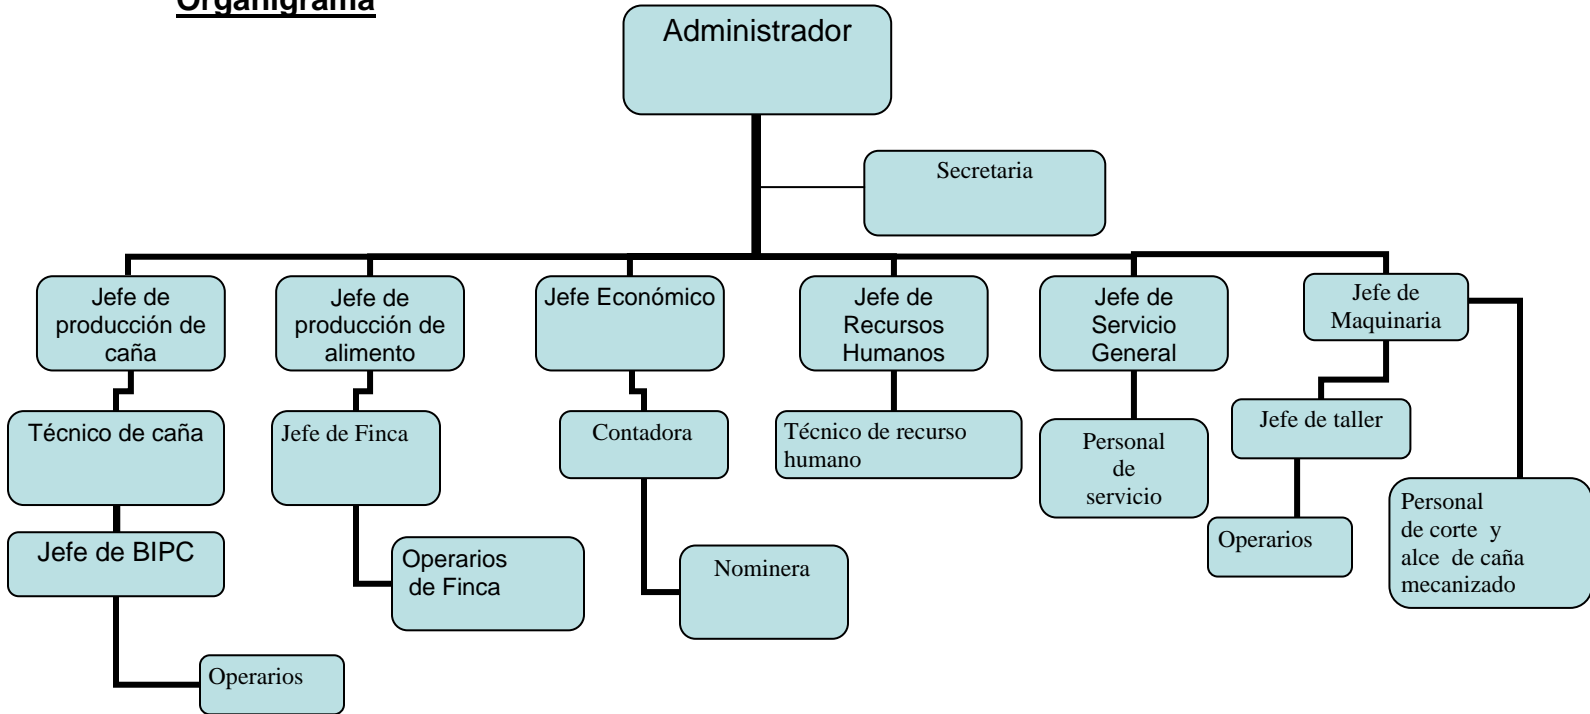 Organigrama
Administrador
Secretaria
Jefe de
producción de
caña
Jefe de
producción de
alimento
Jefe Económico
Jefe de
Recursos
Humanos
Jefe de
Servicio
General
Jefe de
Maquinaria
Técnico de caña
Jefe de Finca
Contadora
Técnico de recurso
humano
Personal
de
servicio
Jefe de taller
Personal
de corte y
alce de caña
mecanizado
Jefe de BIPC
Operarios
de Finca
Nominera
Operarios
Operarios